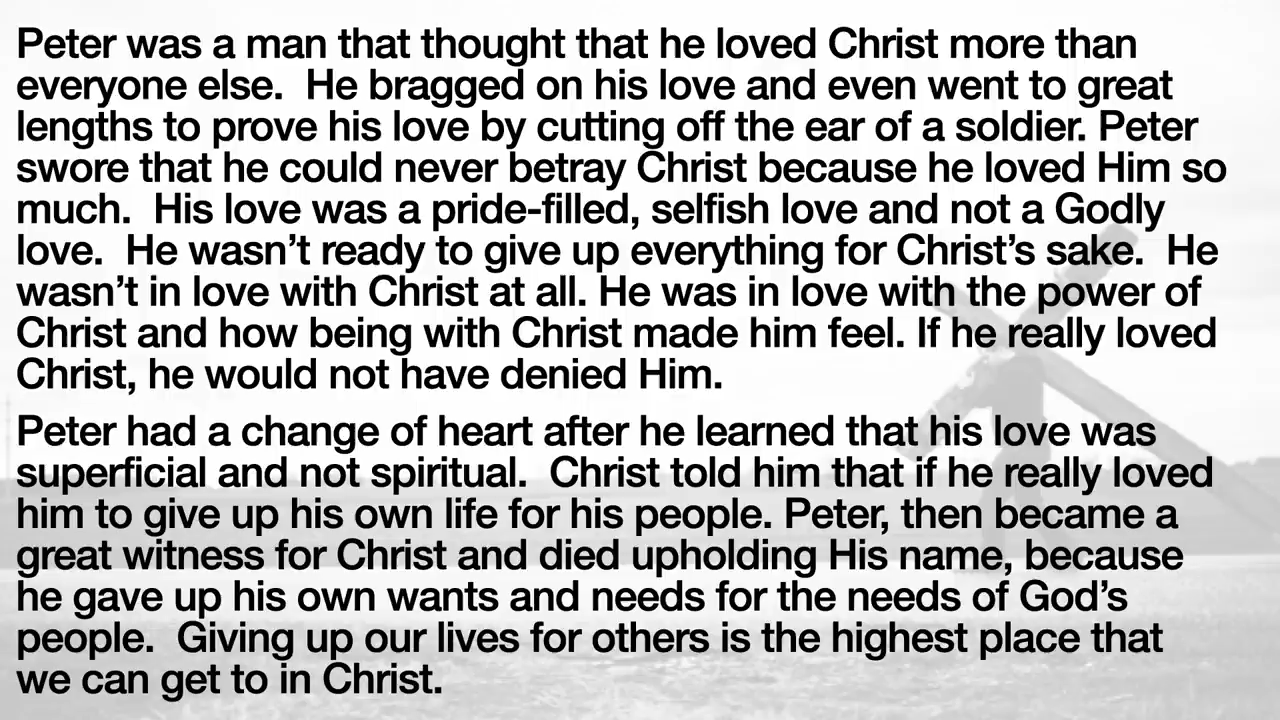 Peter was a man that thought that he loved Christ more than
everyone else.  He bragged on his love and even went to great
lengths to prove his love by cutting off the ear of a soldier. Peter
swore that he could never betray Christ because he loved Him so
much.  His love was a pride-filled, selfish love and not a Godly
love.  He wasn’t ready to give up everything for Christ’s sake.  He
wasn’t in love with Christ at all. He was in love with the power of
Christ and how being with Christ made him feel. If he really loved
Christ, he would not have denied Him.
Peter had a change of heart after he learned that his love was
superficial and not spiritual.  Christ told him that if he really loved
him to give up his own life for his people. Peter, then became a
great witness for Christ and died upholding His name, because
he gave up his own wants and needs for the needs of God’s
people.  Giving up our lives for others is the highest place that
we can get to in Christ.